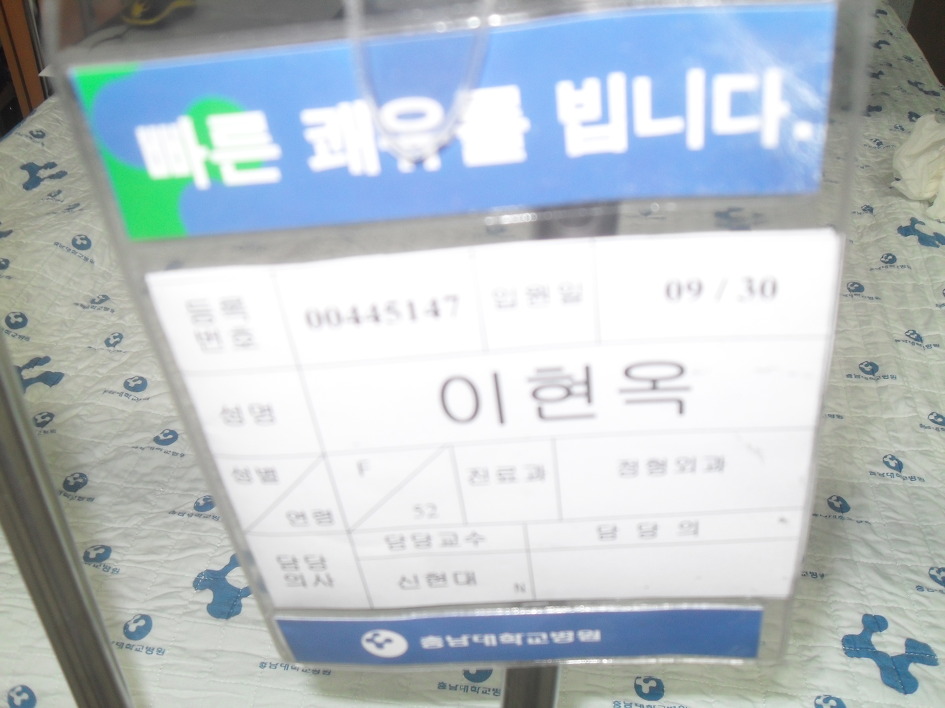 빠른 쾌유를 빕니다.
등록번호 00445147 입원일 09 / 30
성명 이현옥
성별 F 진료과 정형외과
연령 52
담당의사 담당교수 담당의
신현대 N
충남대학교병원